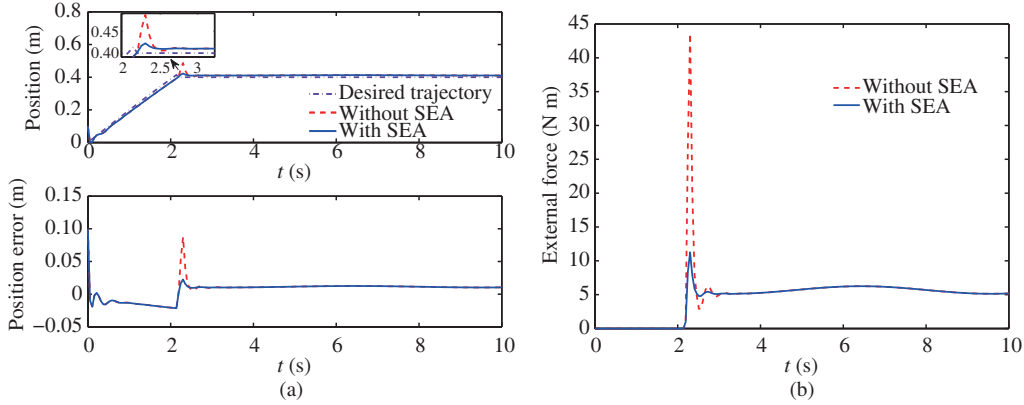 0.8
0.6
0.4
0.2
0
Position (m)
0.45
0.40
2
2.5
3
Desired trajectory
Without SEA
With SEA
0 2 4 6 8 10
t (s)
0.15
0.10
0.05
0
−0.05
Position error (m)
0 2 4 6 8 10
t (s)
(a)
45
40
35
30
25
20
15
10
5
0
External force (N m)
Without SEA
With SEA
0 2 4 6 8 10
t (s)
(b)